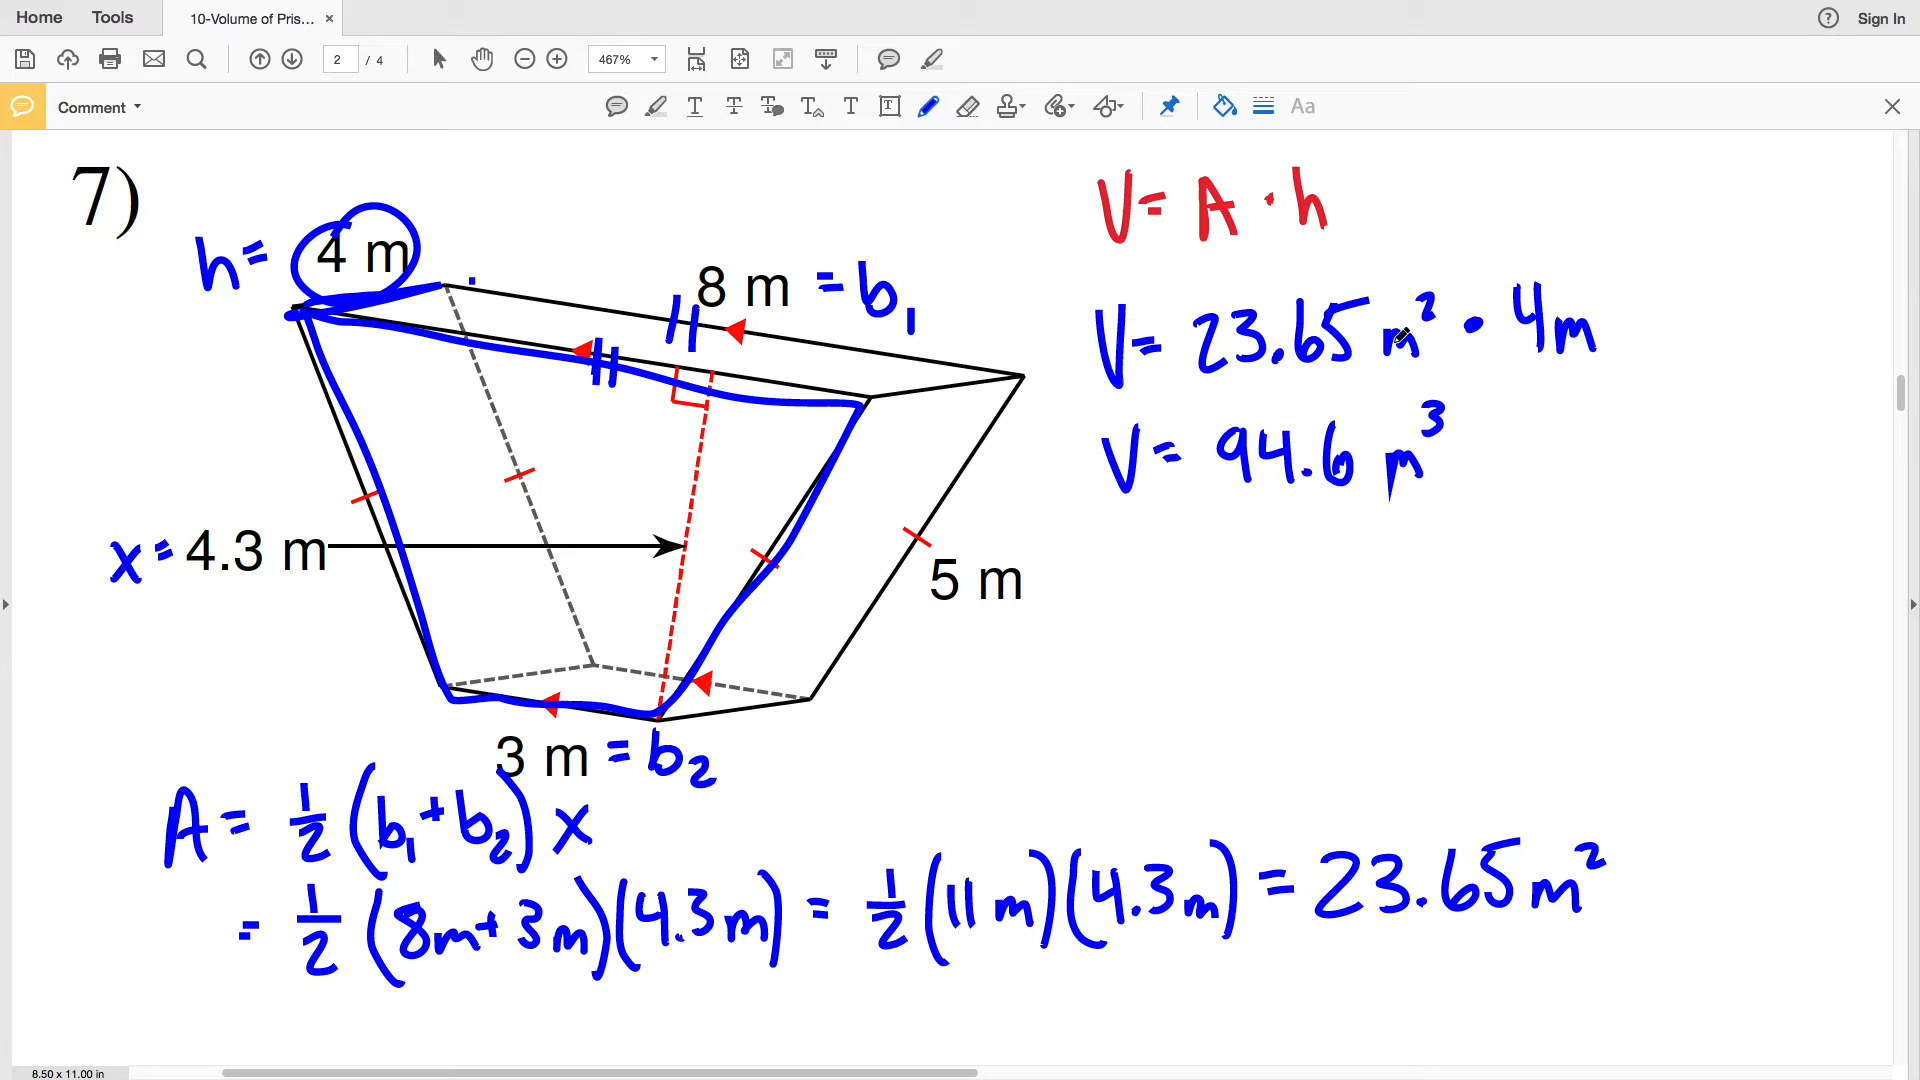 Home Tools 10-Volume of Pris... × ? Sign In
2 / 4 467%
Comment T T T T T T Aa
7)
V = A · h
h = 4 m
8 m = b₁
V = 23.65 m² · 4m
V = 94.6 m³
x = 4.3 m
5 m
3 m = b₂
A = 1/2 (b₁ + b₂) x
= 1/2 (8m + 3m)(4.3m) = 1/2 (11 m)(4.3m) = 23.65m²
8.50 x 11.00 in